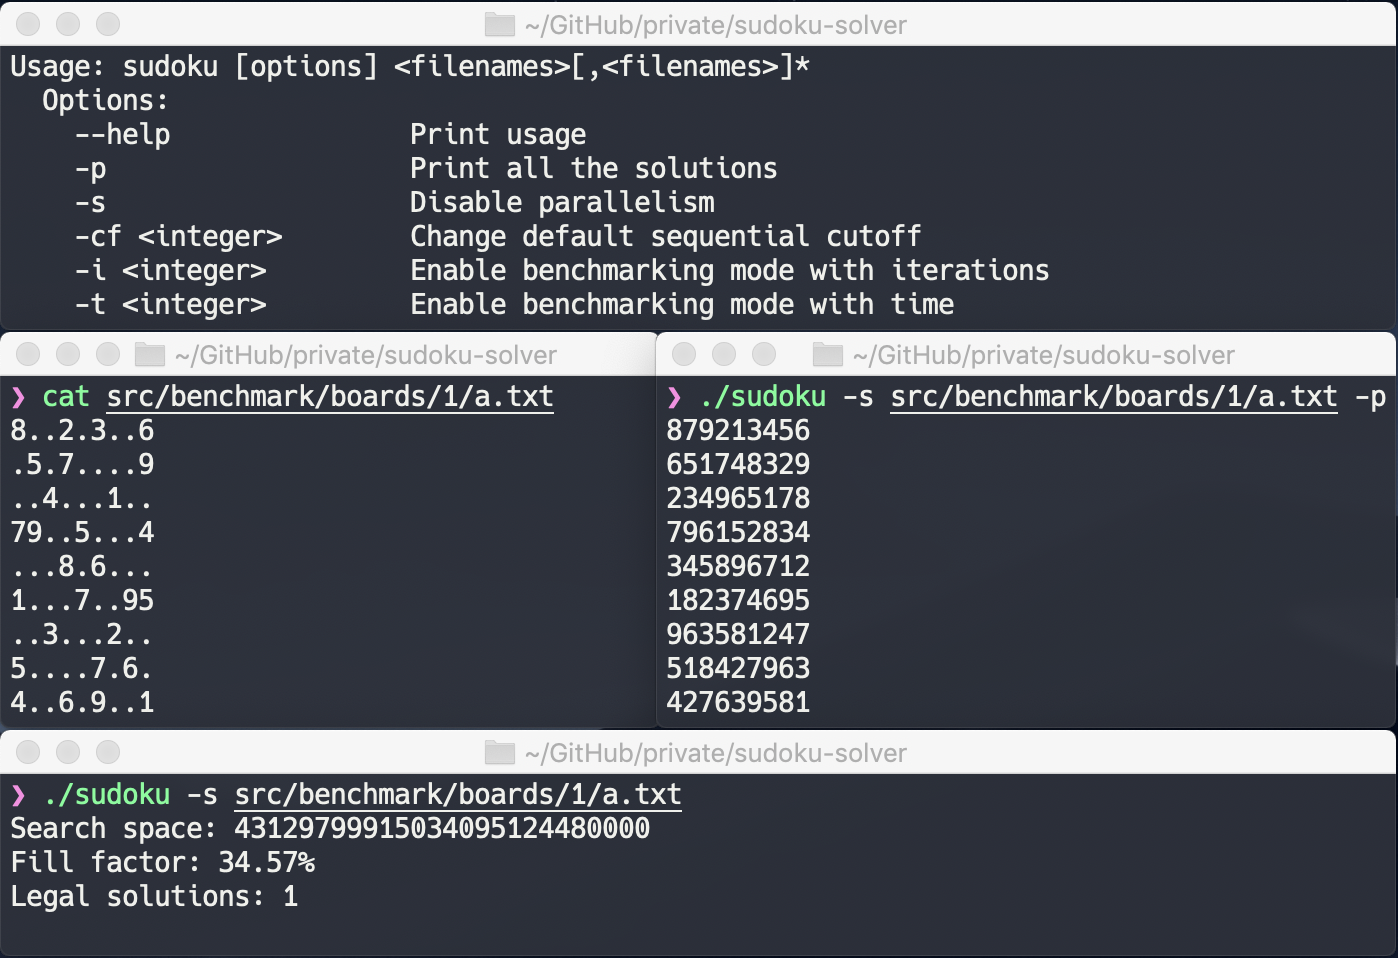 ~/GitHub/private/sudoku-solver
Usage: sudoku [options] <filenames>[,<filenames>]*
Options:
--help Print usage
-p Print all the solutions
-s Disable parallelism
-cf <integer> Change default sequential cutoff
-i <integer> Enable benchmarking mode with iterations
-t <integer> Enable benchmarking mode with time
~/GitHub/private/sudoku-solver
❯ cat src/benchmark/boards/1/a.txt
8..2.3..6
.5.7....9
..4...1..
79..5...4
...8.6...
1...7..95
..3...2..
5....7.6.
4..6.9..1
~/GitHub/private/sudoku-solver
❯ ./sudoku -s src/benchmark/boards/1/a.txt -p
879213456
651748329
234965178
796152834
345896712
182374695
963581247
518427963
427639581
~/GitHub/private/sudoku-solver
❯ ./sudoku -s src/benchmark/boards/1/a.txt
Search space: 43129799915034095124480000
Fill factor: 34.57%
Legal solutions: 1